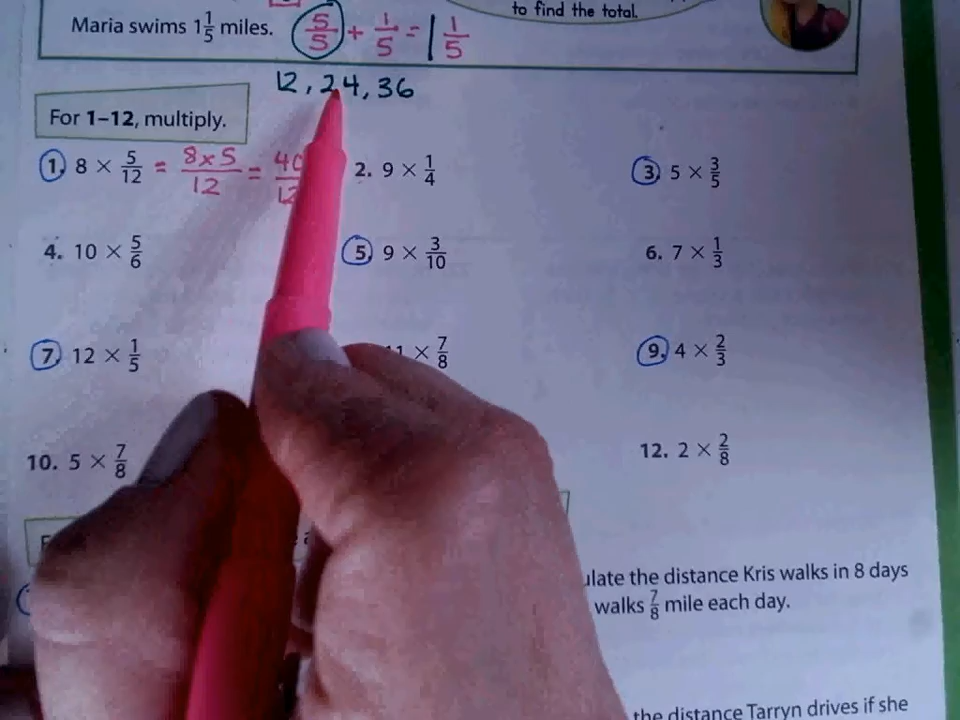 to find the total.
Maria swims 1 1/5 miles. 5/5 + 1/5 = 1 1/5
12, 24, 36
For 1–12, multiply.
1. 8 × 5/12 = 8x5/12 = 40/12 2. 9 × 1/4 3. 5 × 3/5
4. 10 × 5/6 5. 9 × 3/10 6. 7 × 1/3
7. 12 × 1/5 × 7/8 9. 4 × 2/3
10. 5 × 7/8 12. 2 × 2/8
the distance Kris walks in 8 days
walks 7/8 mile each day.
the distance Tarryn drives if she